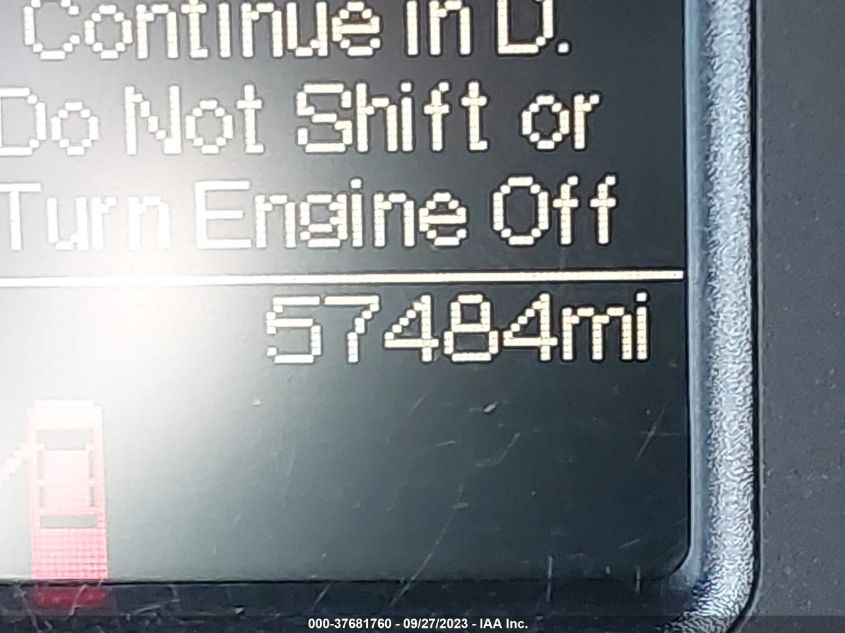 Continue in D.
Do Not Shift or
Turn Engine Off
57484mi
000-37681760 - 09/27/2023 - IAA Inc.